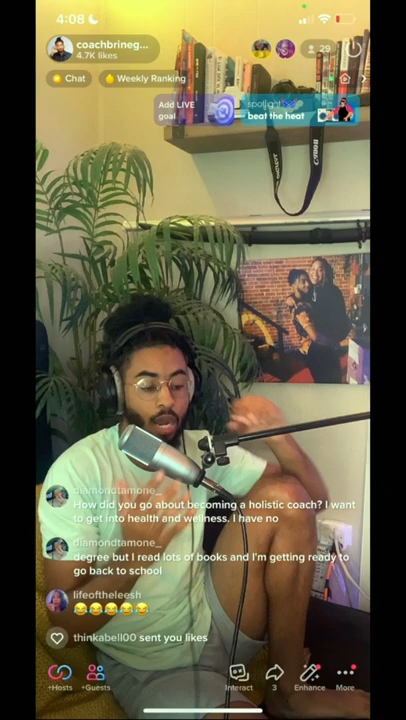 4:08
coachbrineg...
4.7K likes
29
Chat
Weekly Ranking
Add LIVE
goal
spotlight
beat the heat
CANON
diamondtamone_
How did you go about becoming a holistic coach? I want
to get into health and wellness. I have no
diamondtamone_
degree but I read lots of books and I'm getting ready to
go back to school
lifeoftheleesh
😂😂😂😂😂
thinkabell00 sent you likes
+Hosts
+Guests
Interact
3
Enhance
More